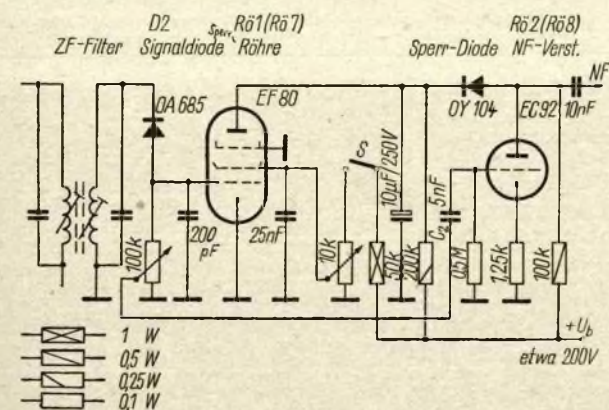 D2 Sperr, Rö1(Rö7) Rö2(Rö8)
ZF-Filter Signaldiode Röhre Sperr-Diode NF-Verst.
NF
OA 685
EF 80
OY 104
EC92
10nF
S
10µF/250V
5nF
C2
100k
200
pF
25nF
10k
50k
200k
0,5M
1,25k
100k
+Ub
etwa 200V
1 W
0,5 W
0,25 W
0,1 W